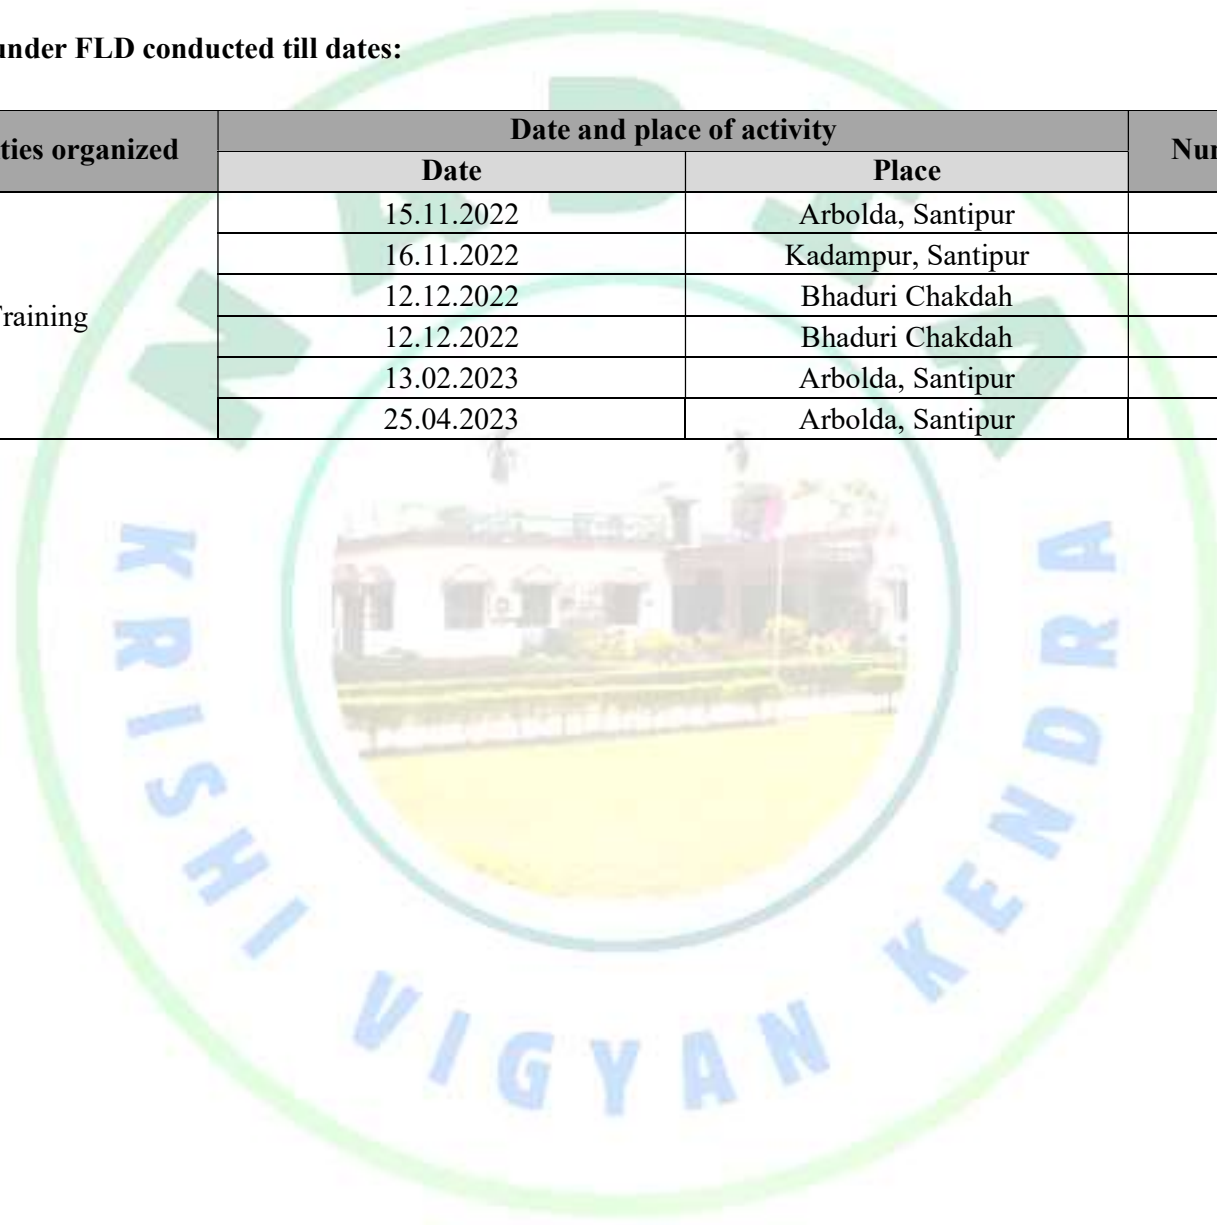 under FLD conducted till dates:
ties organized Date and place of activity Nu
Date Place
Training 15.11.2022 Arbolda, Santipur
16.11.2022 Kadampur, Santipur
12.12.2022 Bhaduri Chakdah
12.12.2022 Bhaduri Chakdah
13.02.2023 Arbolda, Santipur
25.04.2023 Arbolda, Santipur
NADIA
KRISHI VIGYAN KENDRA